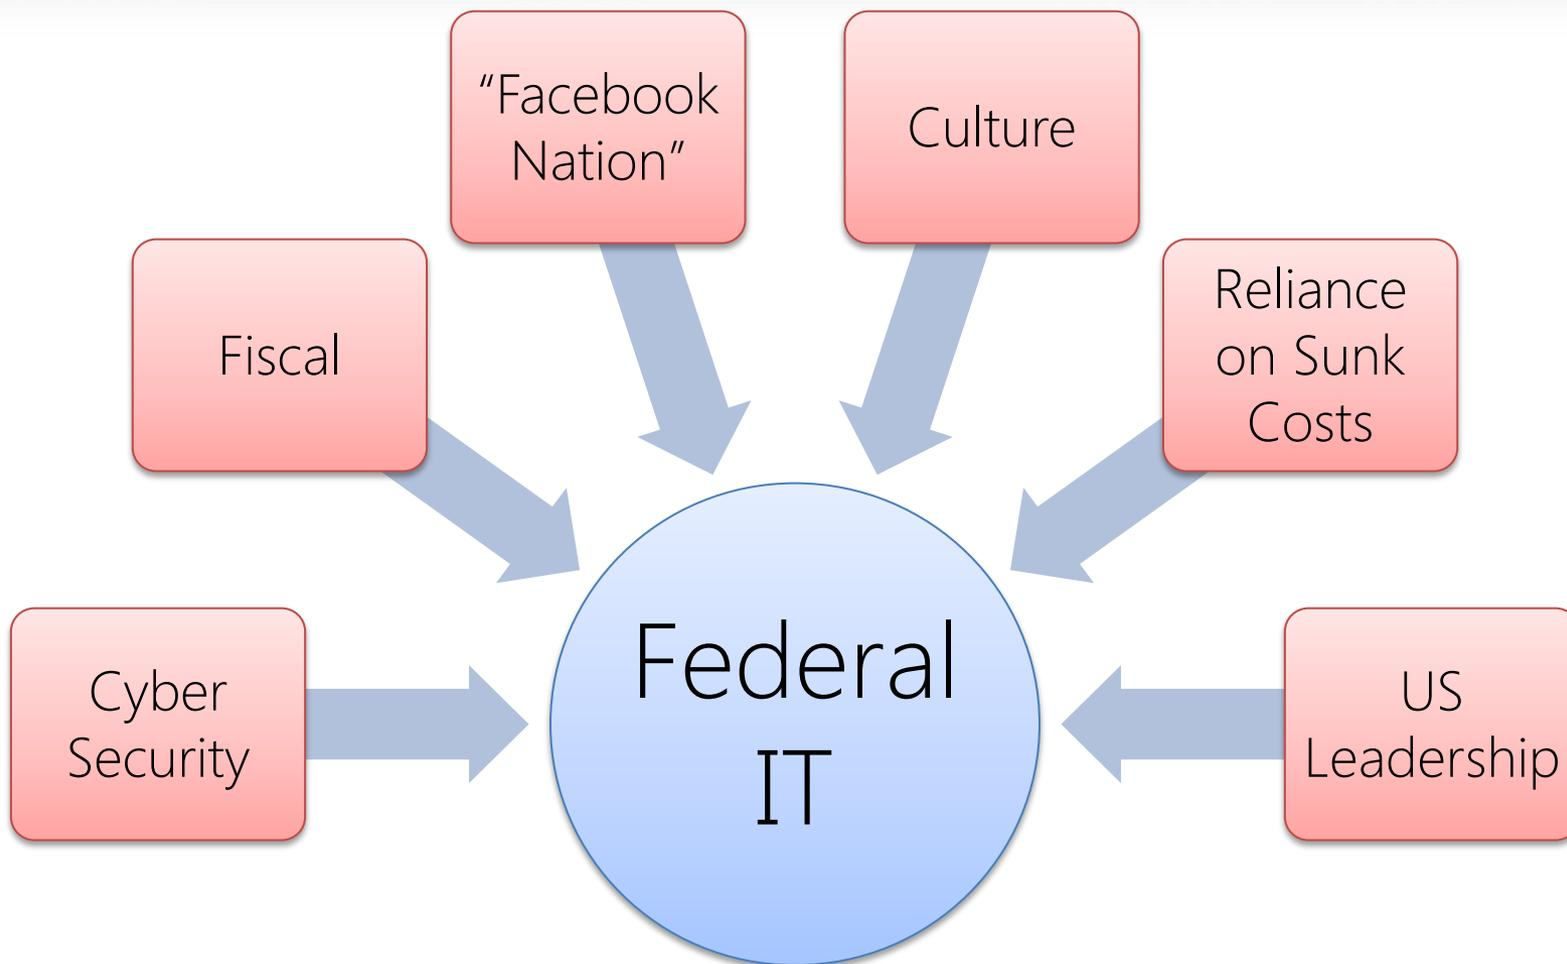 “Facebook
Nation”
Culture
Fiscal
Reliance
on Sunk
Costs
Cyber
Security
US
Leadership
Federal
IT